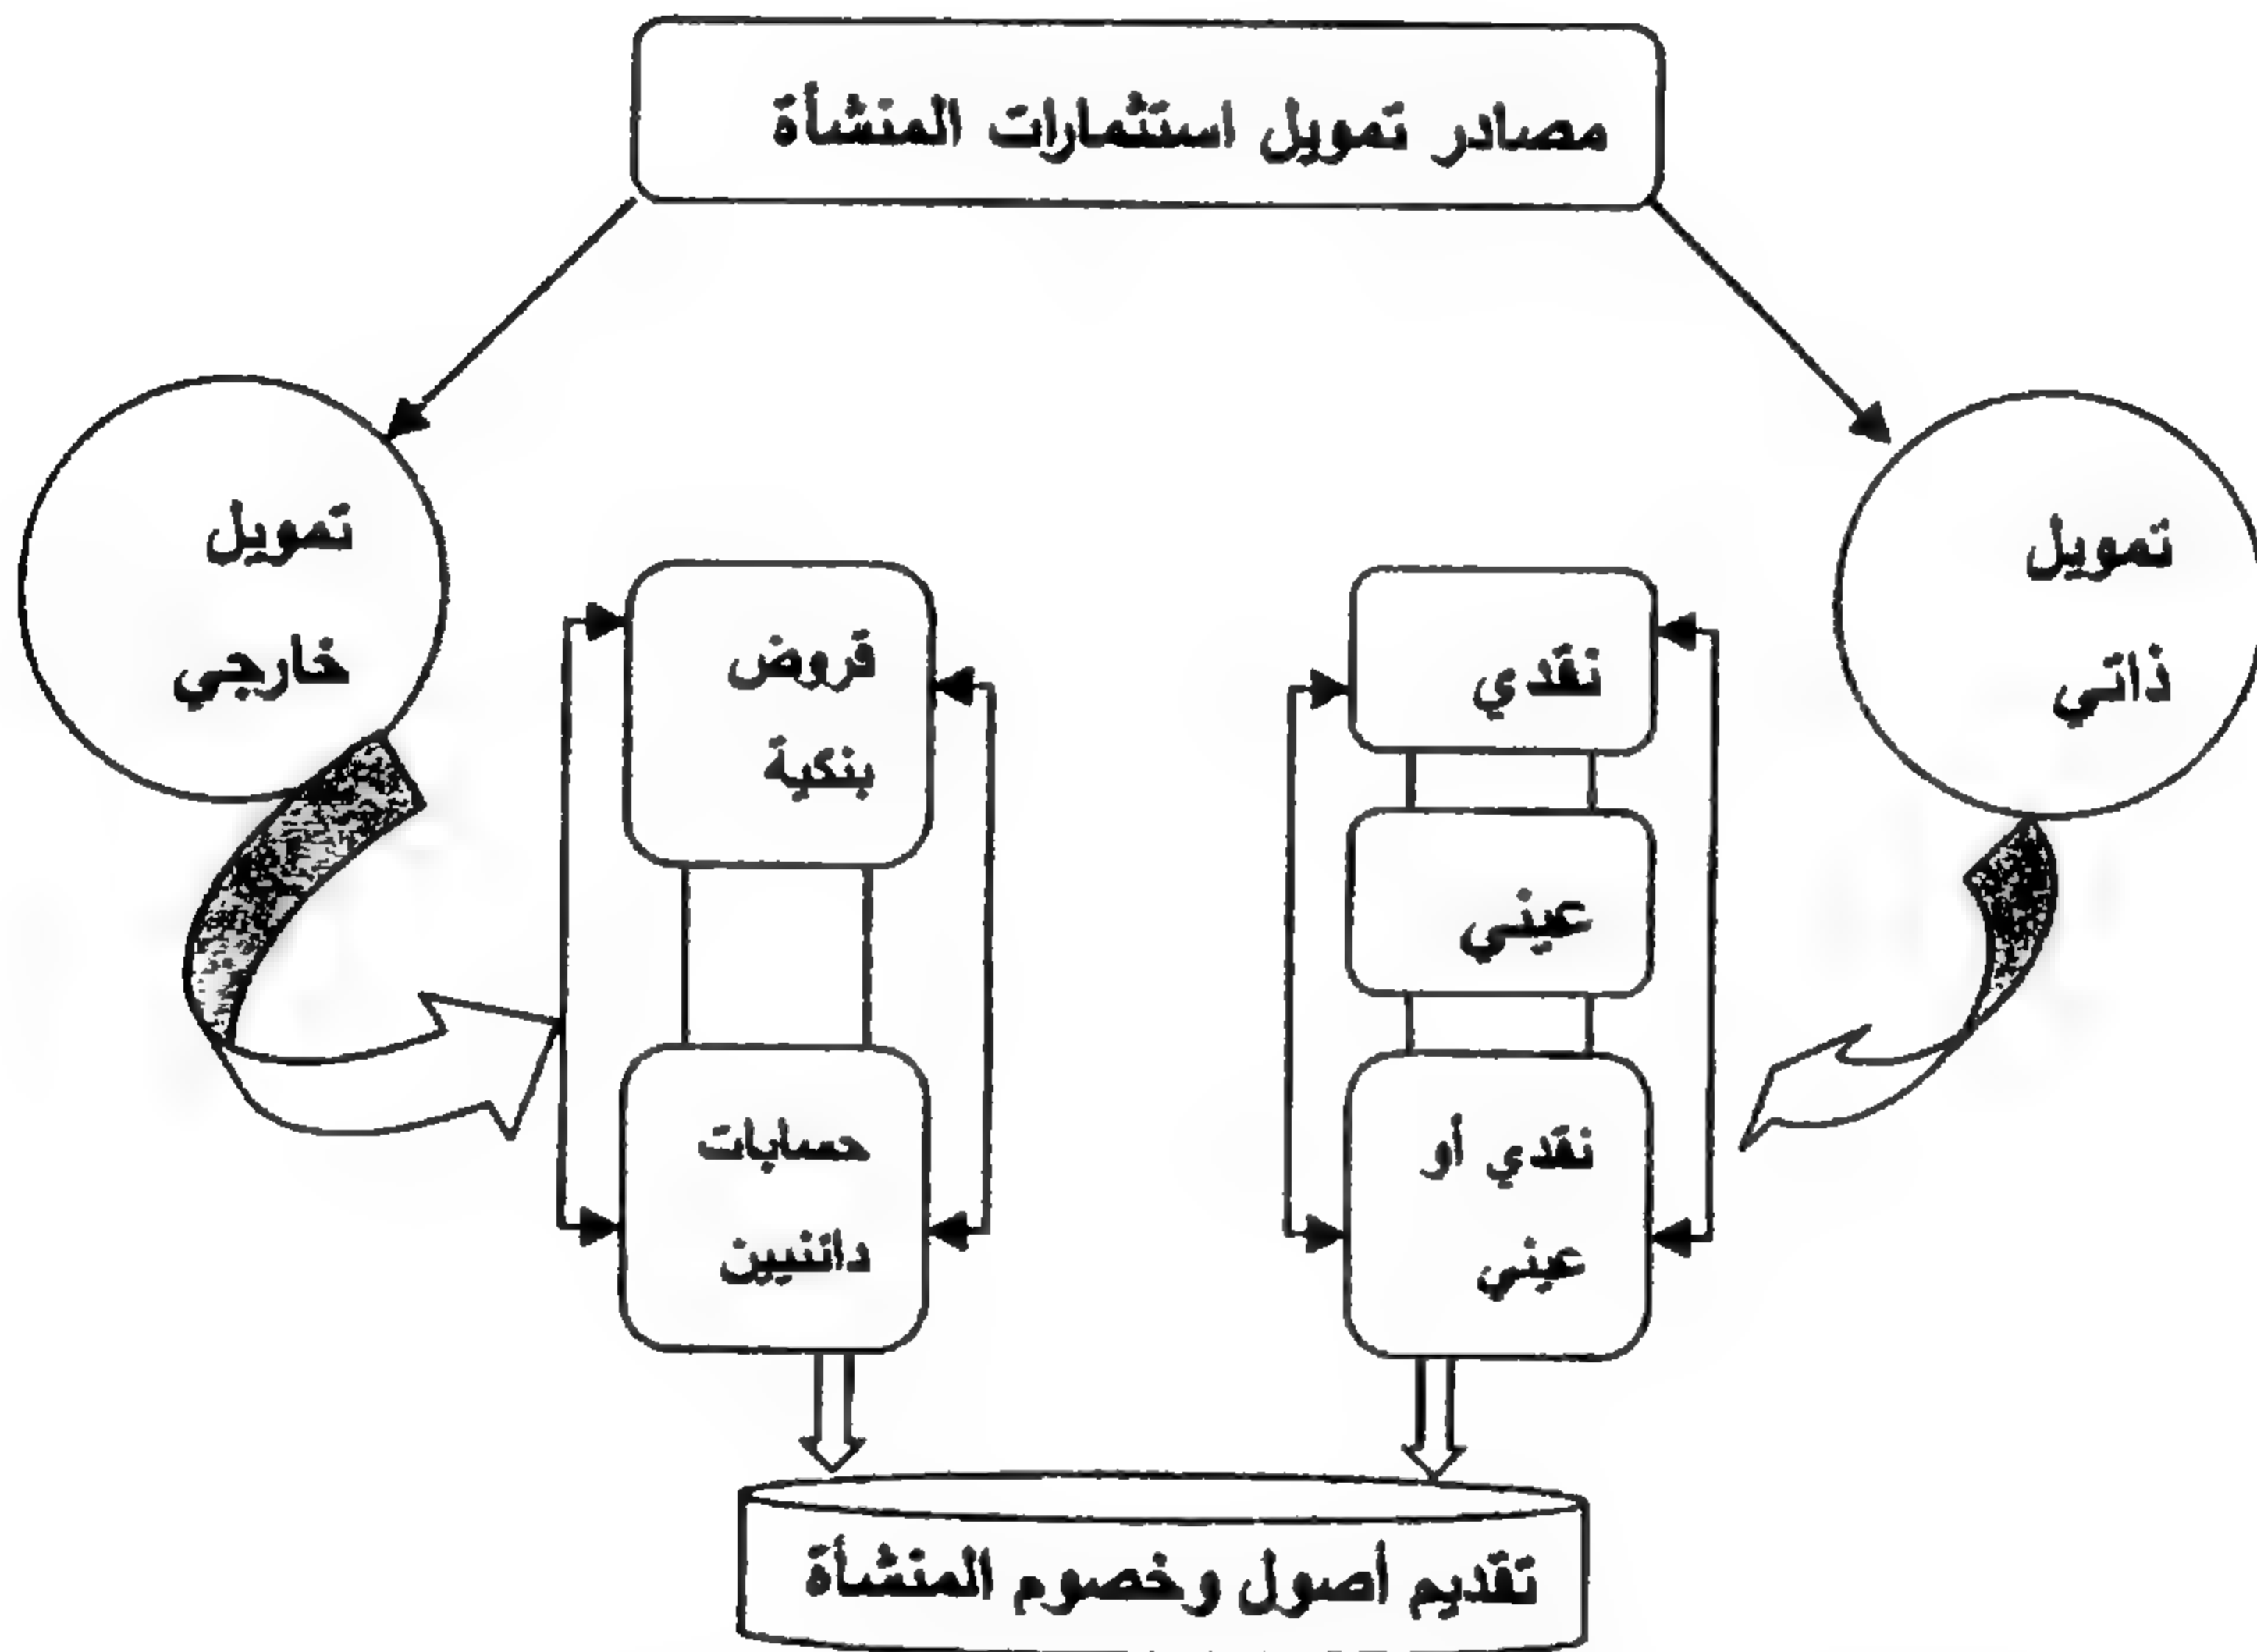 مصادر تمويل استثمارات المنشأة
تمويل
ذاتي
تمويل
خارجي
نقدي
عيني
نقدي أو
عيني
قروض
بنكية
حسابات
دائنيين
تقديم أصول وخصوم المنشأة